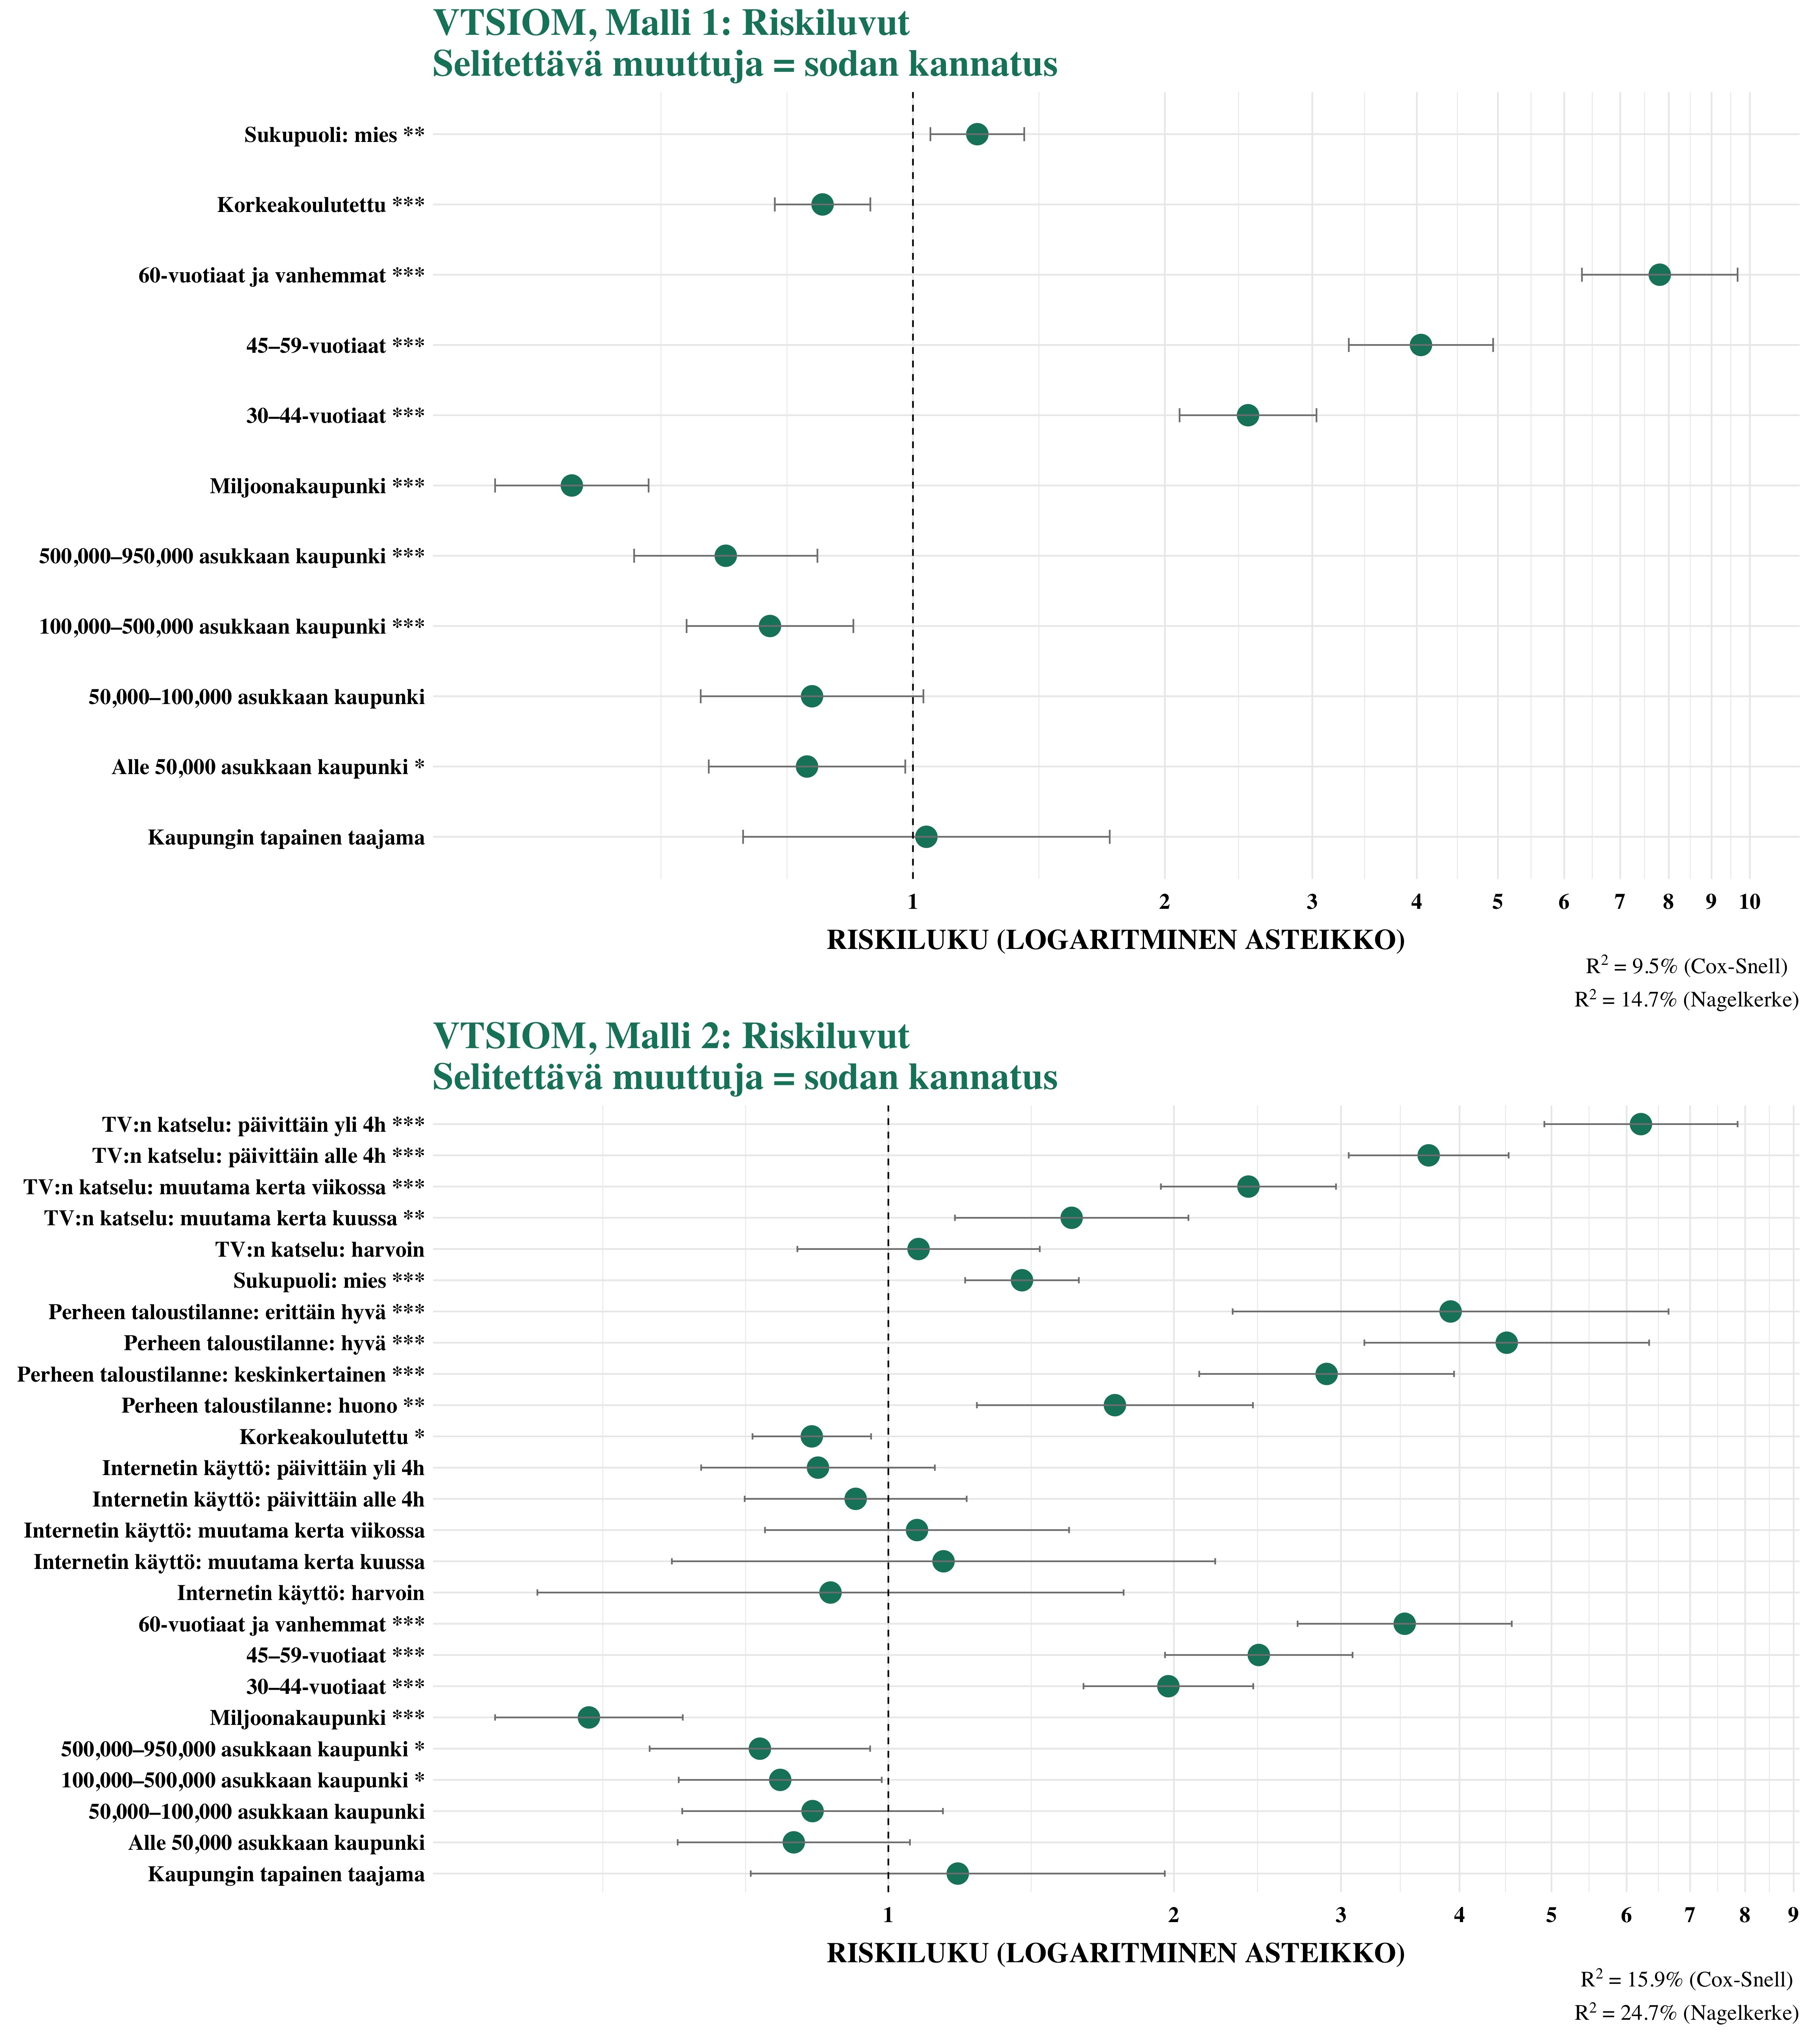 VTSIOM, Malli 1: Riskiluvut
Selitettävä muuttuja = sodan kannatus
Sukupuoli: mies **
Korkeakoulutettu ***
60-vuotiaat ja vanhemmat ***
45–59-vuotiaat ***
30–44-vuotiaat ***
Miljoonakaupunki ***
500,000–950,000 asukkaan kaupunki ***
100,000–500,000 asukkaan kaupunki ***
50,000–100,000 asukkaan kaupunki
Alle 50,000 asukkaan kaupunki *
Kaupungin tapainen taajama
1 2 3 4 5 6 7 8 9 10
RISKILUKU (LOGARITMINEN ASTEIKKO)
R² = 9.5% (Cox-Snell)
R² = 14.7% (Nagelkerke)
VTSIOM, Malli 2: Riskiluvut
Selitettävä muuttuja = sodan kannatus
TV:n katselu: päivittäin yli 4h ***
TV:n katselu: päivittäin alle 4h ***
TV:n katselu: muutama kerta viikossa ***
TV:n katselu: muutama kerta kuussa **
TV:n katselu: harvoin
Sukupuoli: mies ***
Perheen taloustilanne: erittäin hyvä ***
Perheen taloustilanne: hyvä ***
Perheen taloustilanne: keskinkertainen ***
Perheen taloustilanne: huono **
Korkeakoulutettu *
Internetin käyttö: päivittäin yli 4h
Internetin käyttö: päivittäin alle 4h
Internetin käyttö: muutama kerta viikossa
Internetin käyttö: muutama kerta kuussa
Internetin käyttö: harvoin
60-vuotiaat ja vanhemmat ***
45–59-vuotiaat ***
30–44-vuotiaat ***
Miljoonakaupunki ***
500,000–950,000 asukkaan kaupunki *
100,000–500,000 asukkaan kaupunki *
50,000–100,000 asukkaan kaupunki
Alle 50,000 asukkaan kaupunki
Kaupungin tapainen taajama
1 2 3 4 5 6 7 8 9
RISKILUKU (LOGARITMINEN ASTEIKKO)
R² = 15.9% (Cox-Snell)
R² = 24.7% (Nagelkerke)